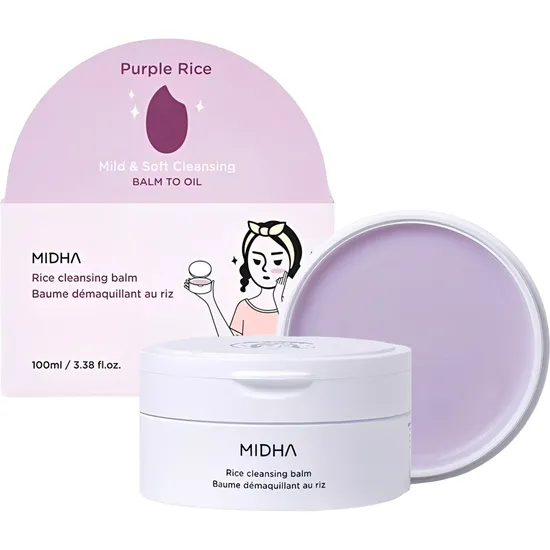 Purple Rice
Mild & Soft Cleansing
BALM TO OIL
MIDHA
Rice cleansing balm
Baume démaquillant au riz
100ml / 3.38 fl.oz.
MIDHA
Rice cleansing balm
Baume démaquillant au riz